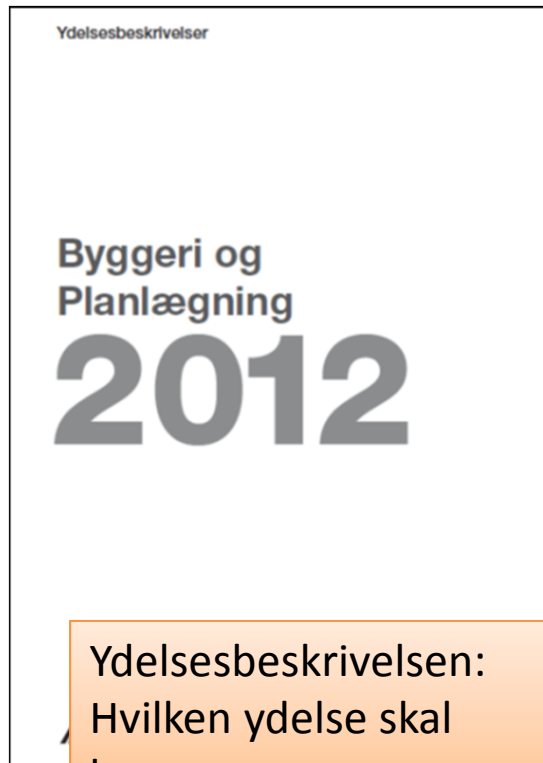 Ydelsesbeskrivelser
Byggeri og
Planlægning
2012
Ydelsesbeskrivelsen:
Hvilken ydelse skal